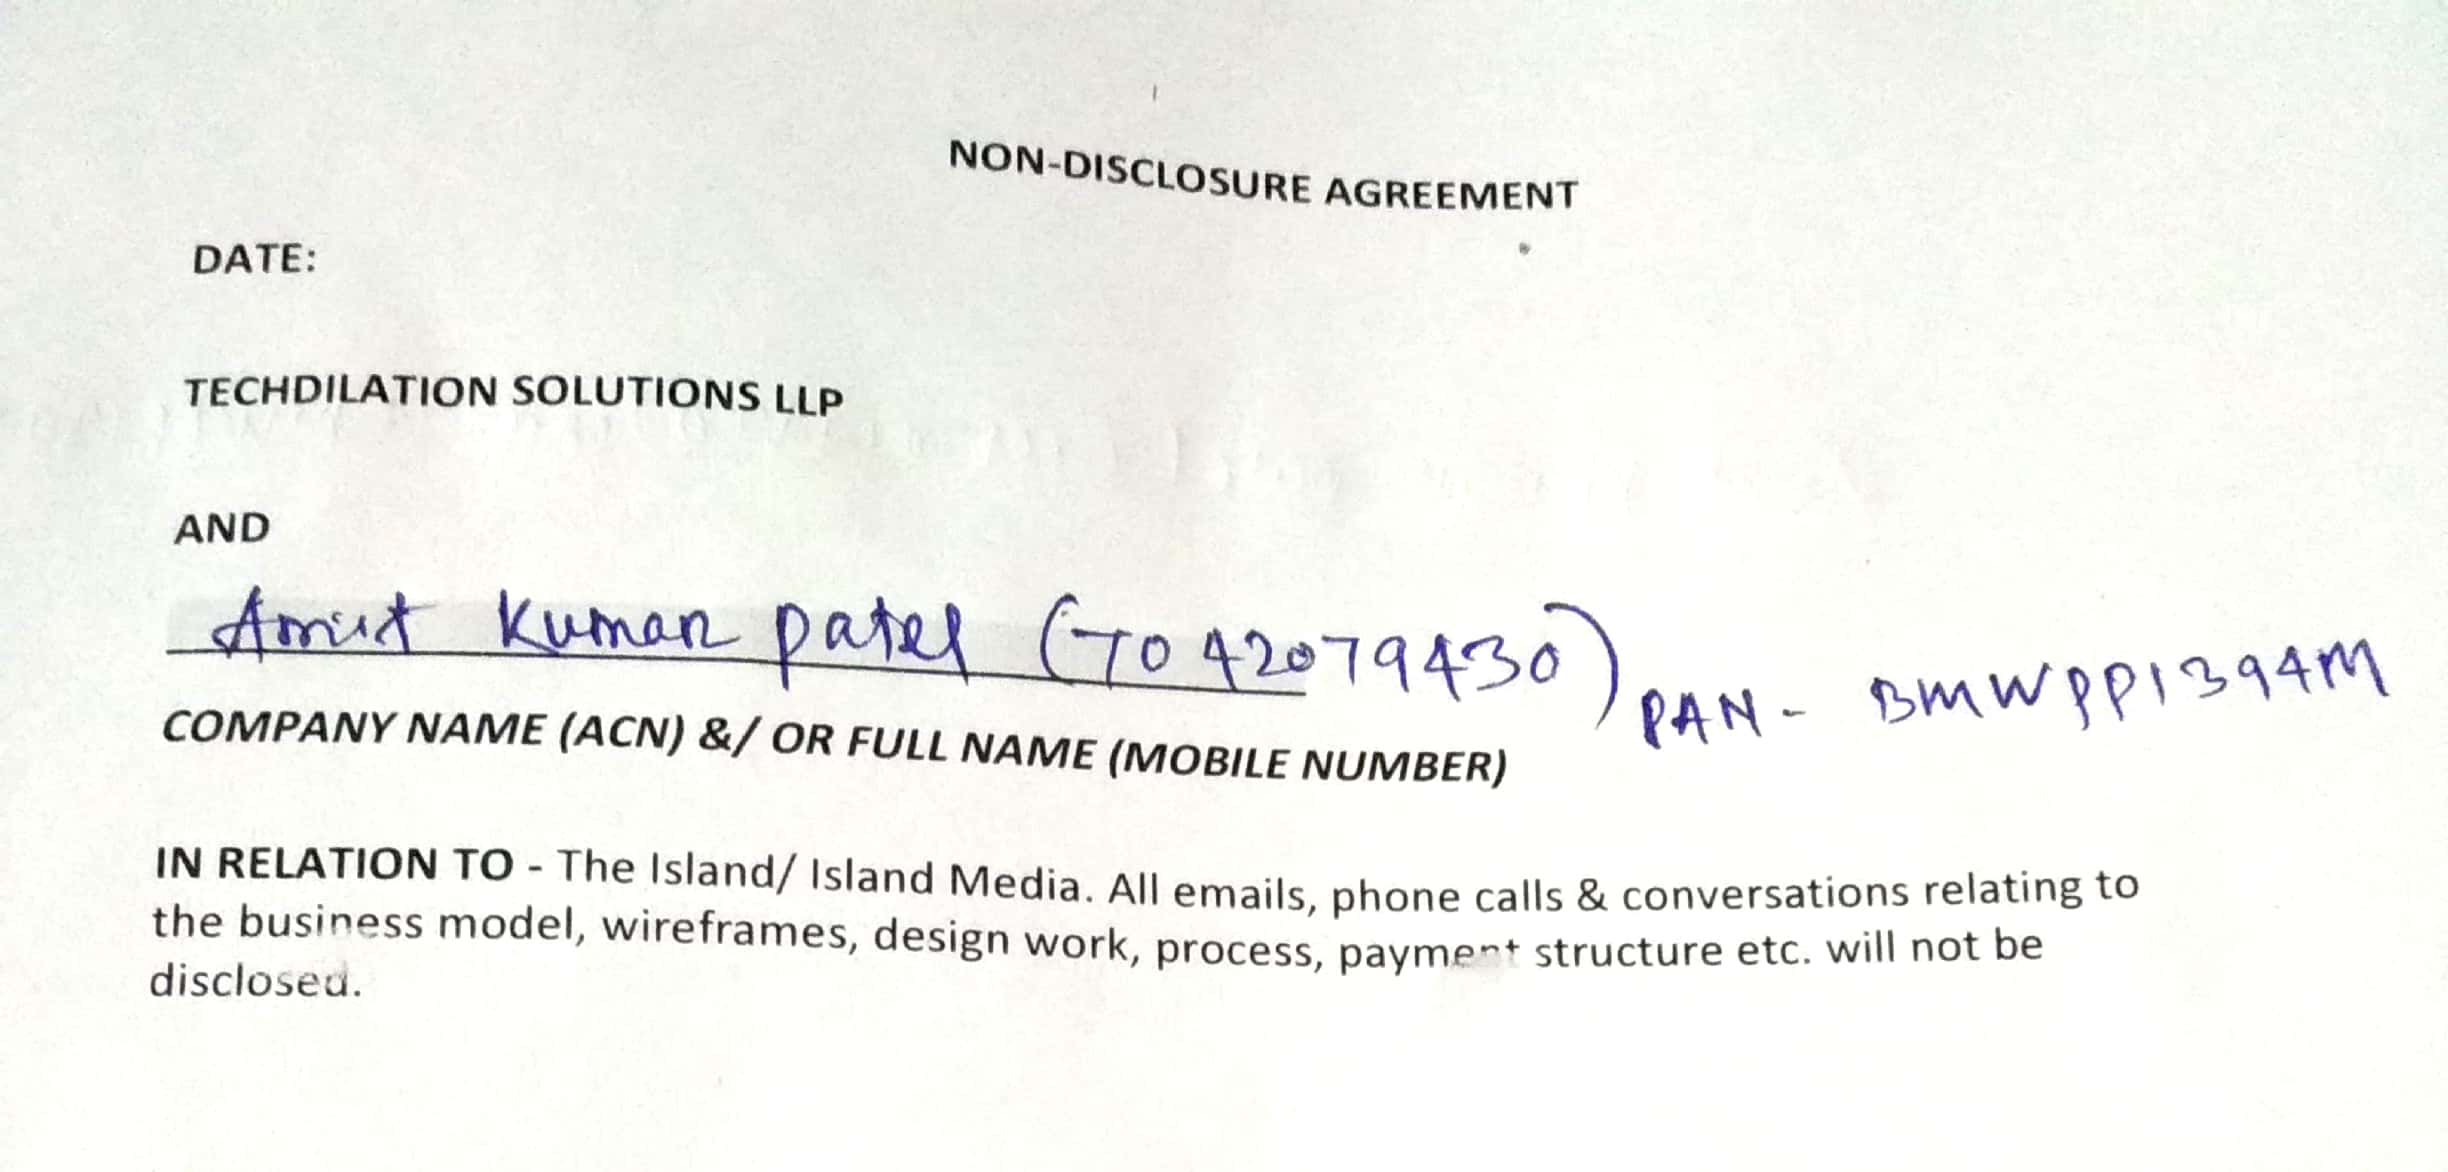 NON-DISCLOSURE AGREEMENT
DATE:
TECHDILATION SOLUTIONS LLP
AND
Amit Kumar patel (7042079430) PAN - BMWPP1394M
COMPANY NAME (ACN) &/ OR FULL NAME (MOBILE NUMBER)
IN RELATION TO - The Island/ Island Media. All emails, phone calls & conversations relating to
the business model, wireframes, design work, process, payment structure etc. will not be
disclosed.